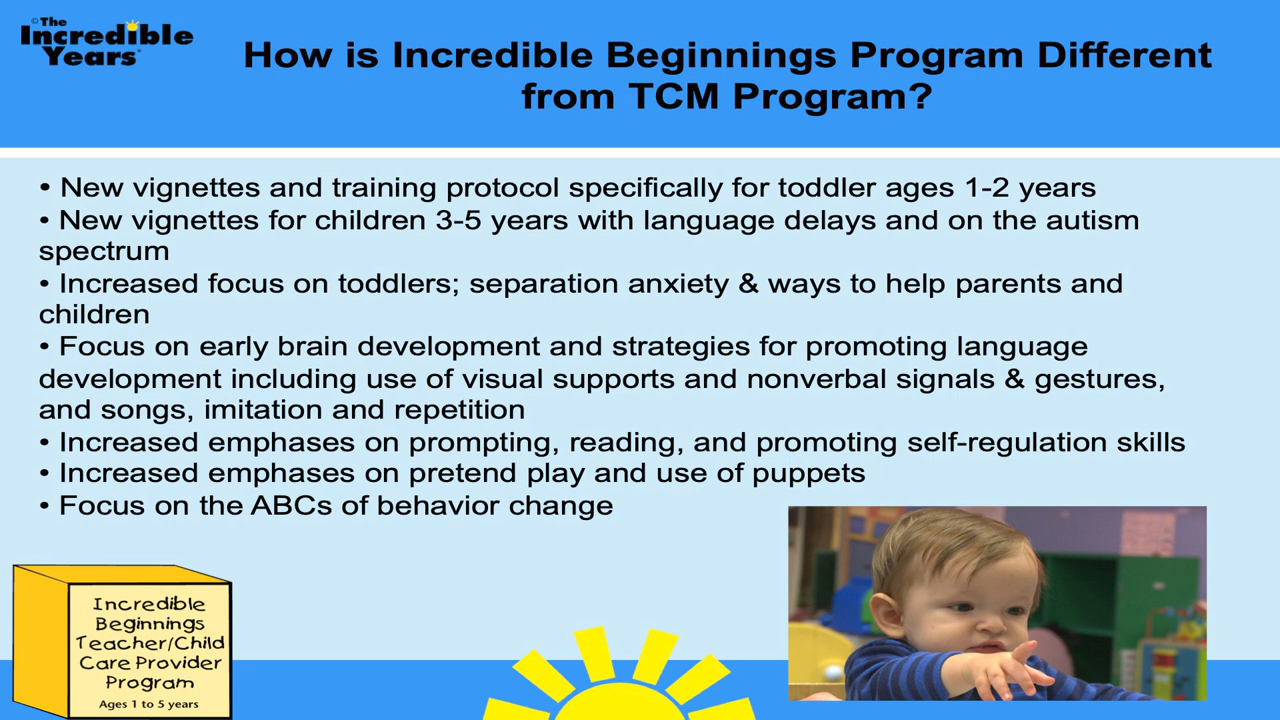 ©The
Incredible
Years®
How is Incredible Beginnings Program Different
from TCM Program?
• New vignettes and training protocol specifically for toddler ages 1-2 years
• New vignettes for children 3-5 years with language delays and on the autism
spectrum
• Increased focus on toddlers; separation anxiety & ways to help parents and
children
• Focus on early brain development and strategies for promoting language
development including use of visual supports and nonverbal signals & gestures,
and songs, imitation and repetition
• Increased emphases on prompting, reading, and promoting self-regulation skills
• Increased emphases on pretend play and use of puppets
• Focus on the ABCs of behavior change
Incredible
Beginnings
Teacher/Child
Care Provider
Program
Ages 1 to 5 years